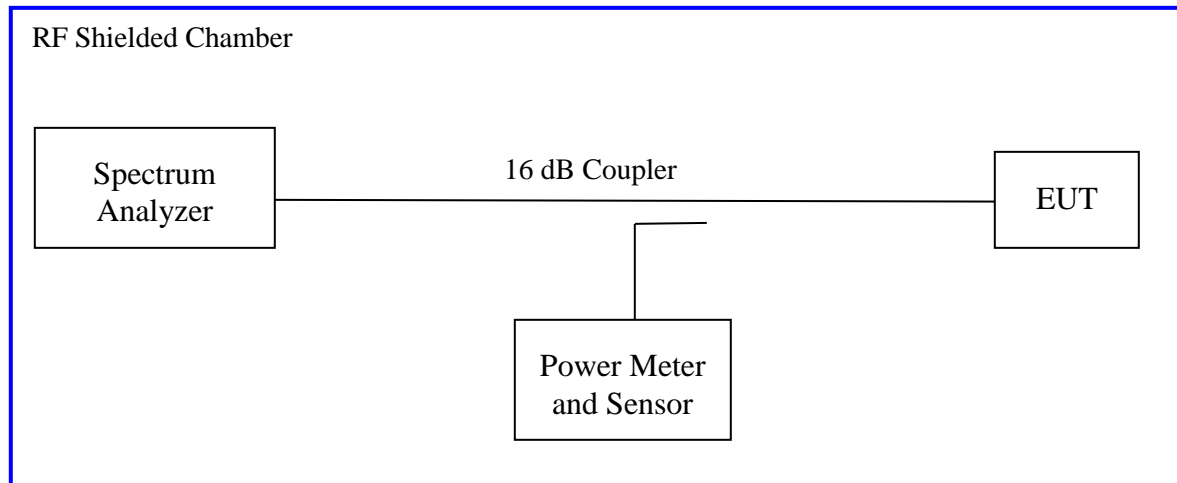 RF Shielded Chamber
Spectrum
Analyzer
16 dB Coupler
EUT
Power Meter
and Sensor